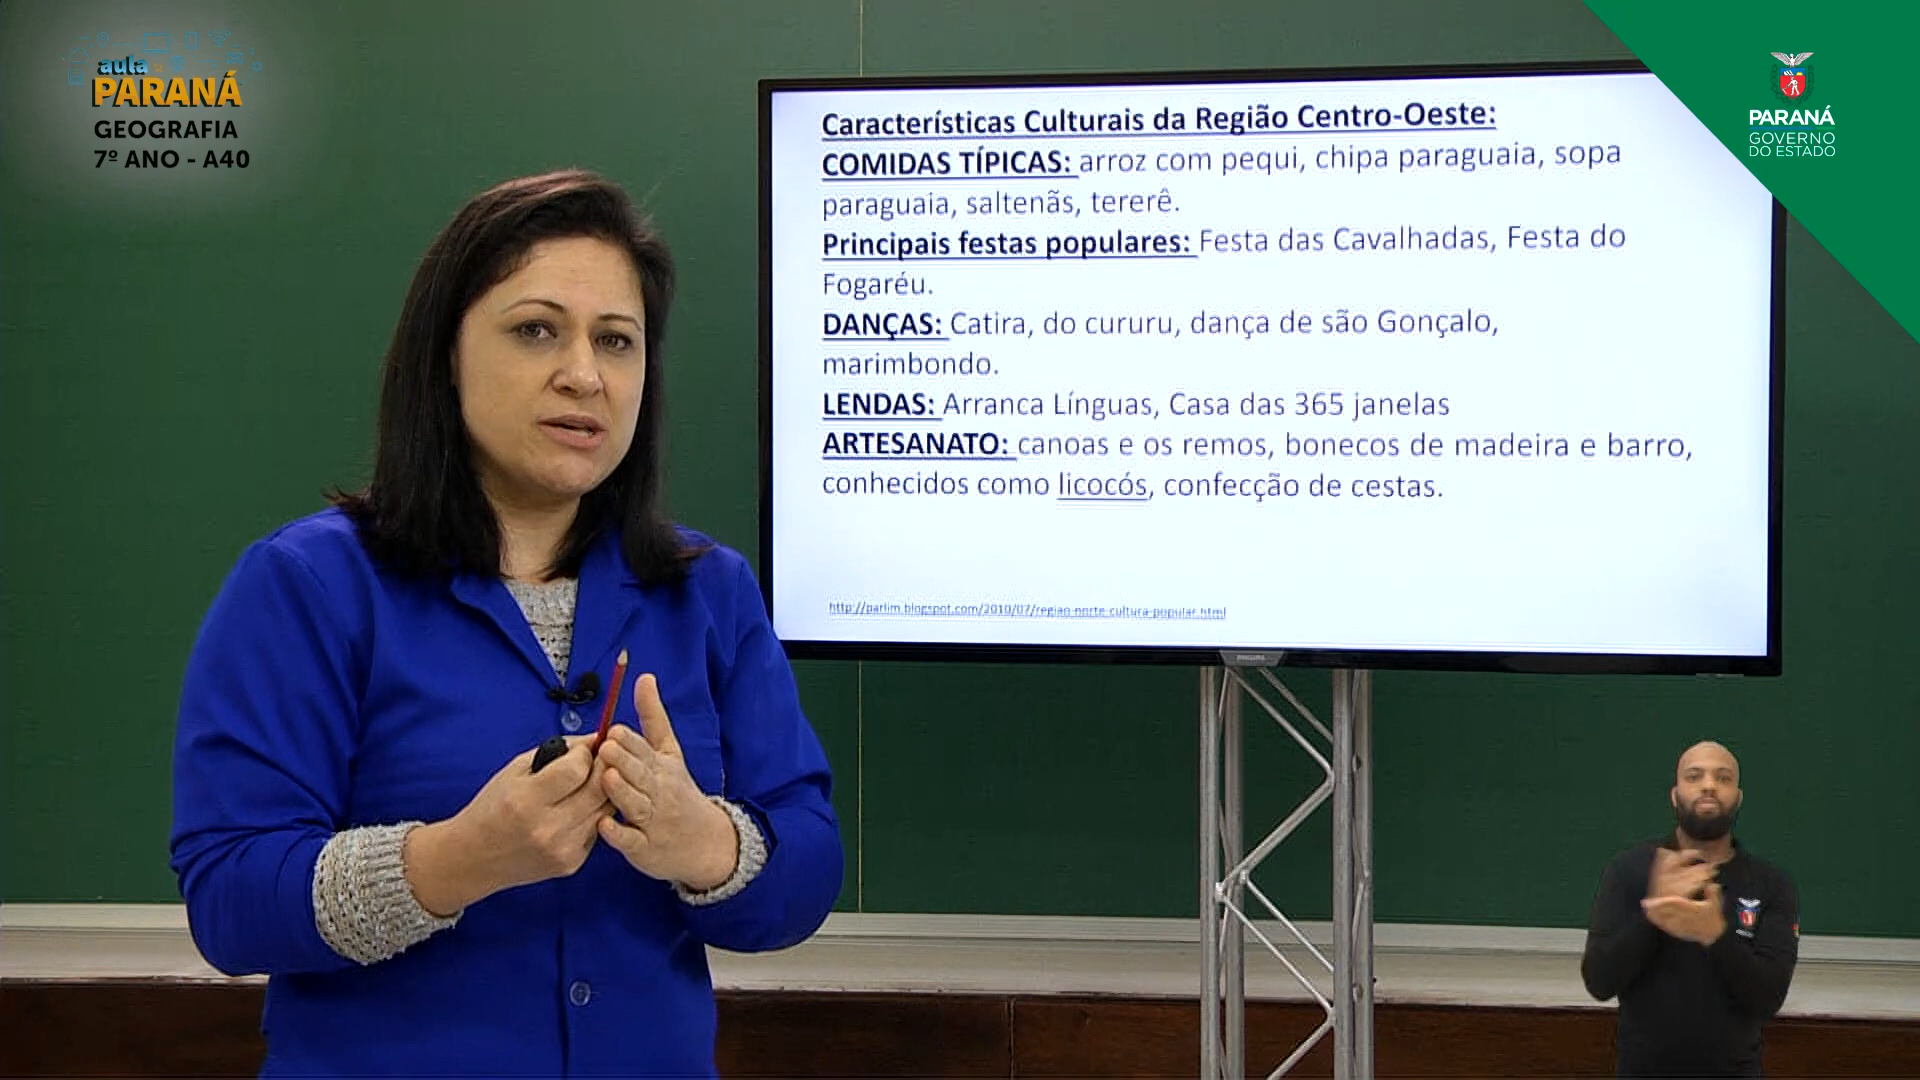 aula
PARANÁ
GEOGRAFIA
7º ANO - A40
PARANÁ
GOVERNO
DO ESTADO
Características Culturais da Região Centro-Oeste:
COMIDAS TÍPICAS: arroz com pequi, chipa paraguaia, sopa
paraguaia, saltenãs, tererê.
Principais festas populares: Festa das Cavalhadas, Festa do
Fogaréu.
DANÇAS: Catira, do cururu, dança de são Gonçalo,
marimbondo.
LENDAS: Arranca Línguas, Casa das 365 janelas
ARTESANATO: canoas e os remos, bonecos de madeira e barro,
conhecidos como licocós, confecção de cestas.
http://parlim.blogspot.com/2010/07/regiao-norte-cultura-popular.html
PHILIPS